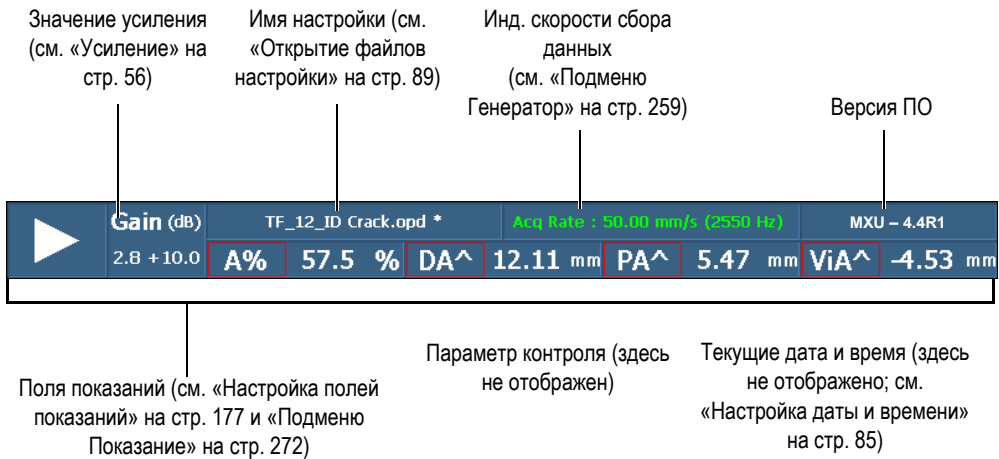 Значение усиления
(см. «Усиление» на
стр. 56)
Имя настройки (см.
«Открытие файлов
настройки» на стр. 89)
Инд. скорости сбора
данных
(см. «Подменю
Генератор» на стр. 259)
Версия ПО
Gain (dB)
TF_12_ID Crack.opd *
Acq Rate : 50.00 mm/s (2550 Hz)
MXU – 4.4R1
2.8 +10.0
A% 57.5 % DA^ 12.11 mm PA^ 5.47 mm ViA^ -4.53 mm
Поля показаний (см. «Настройка полей
показаний» на стр. 177 и «Подменю
Показание» на стр. 272)
Параметр контроля (здесь
не отображен)
Текущие дата и время (здесь
не отображено; см.
«Настройка даты и времени»
на стр. 85)